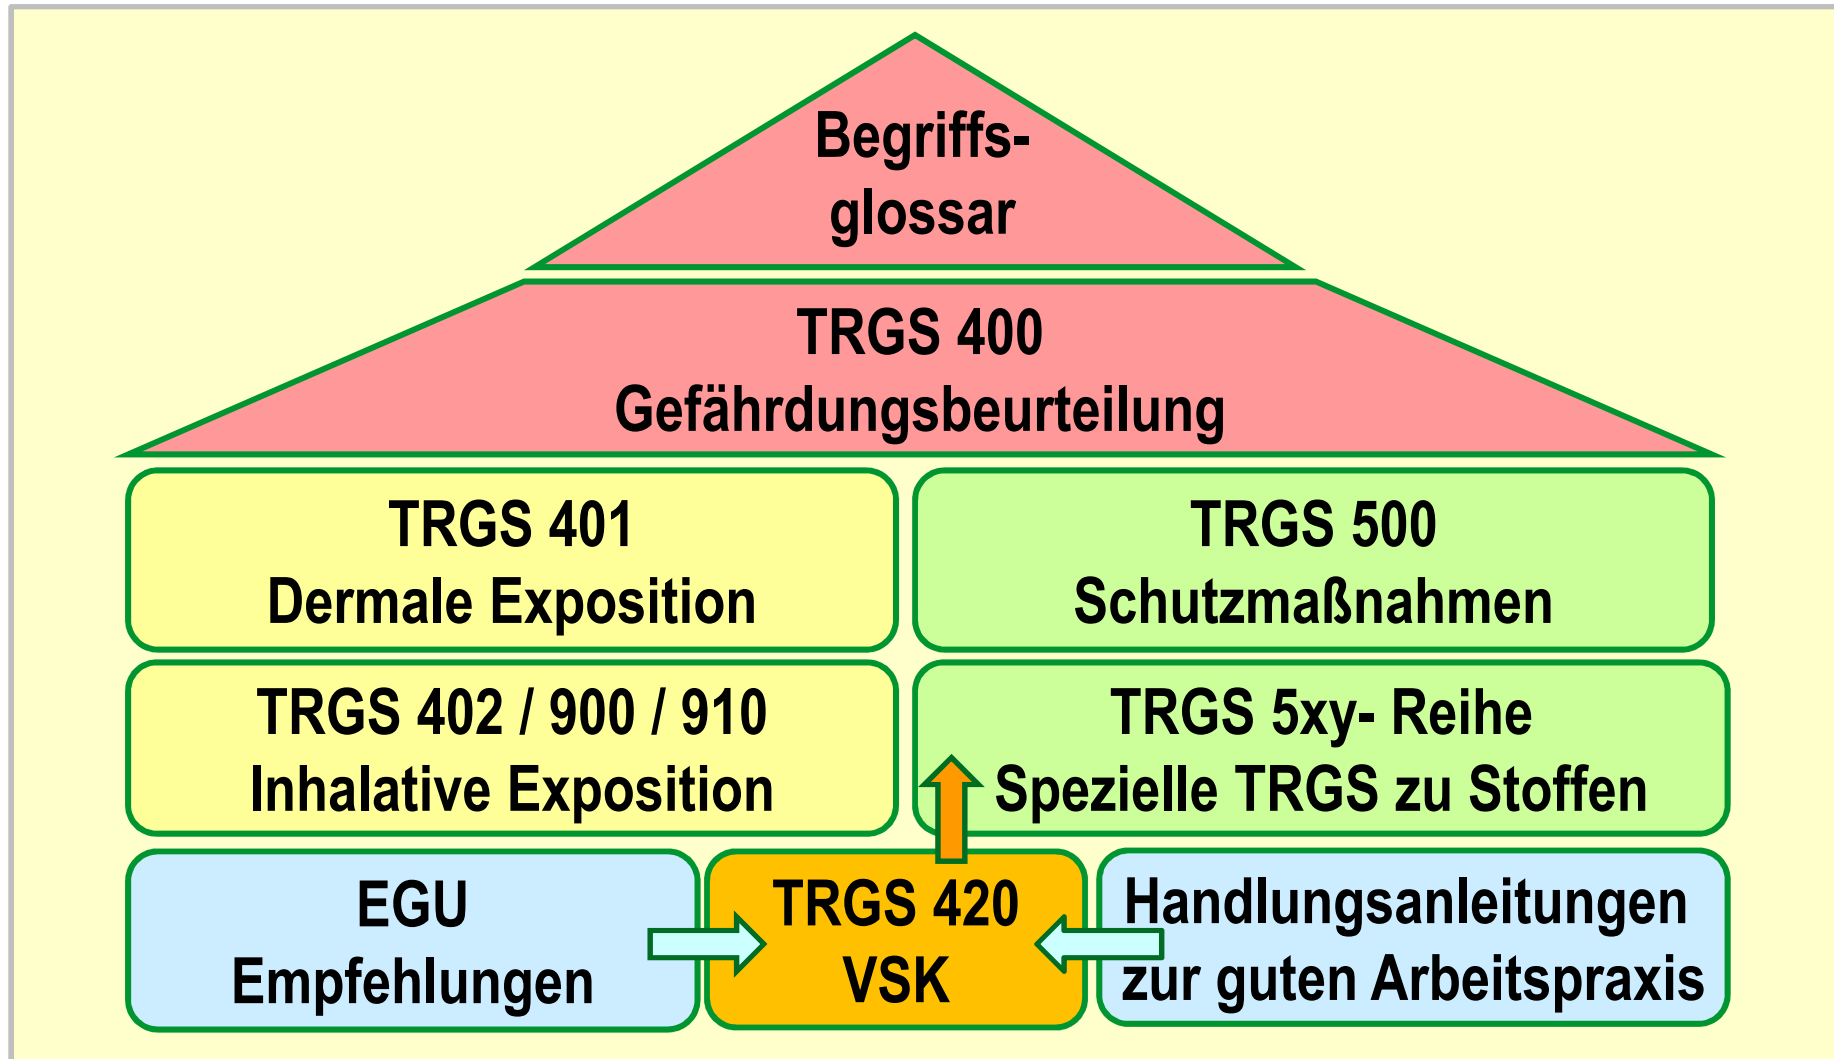 Begriffs-
glossar
TRGS 400
Gefährdungsbeurteilung
TRGS 401
Dermale Exposition
TRGS 500
Schutzmaßnahmen
TRGS 402 / 900 / 910
Inhalative Exposition
TRGS 5xy- Reihe
Spezielle TRGS zu Stoffen
EGU
Empfehlungen
TRGS 420
VSK
Handlungsanleitungen
zur guten Arbeitspraxis